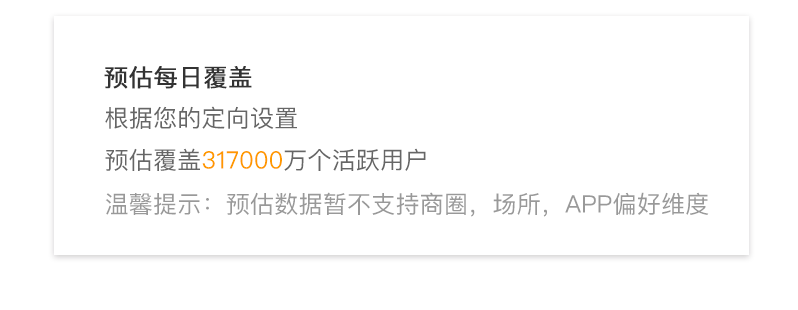 预估每日覆盖
根据您的定向设置
预估覆盖317000万个活跃用户
温馨提示：预估数据暂不支持商圈，场所，APP偏好维度